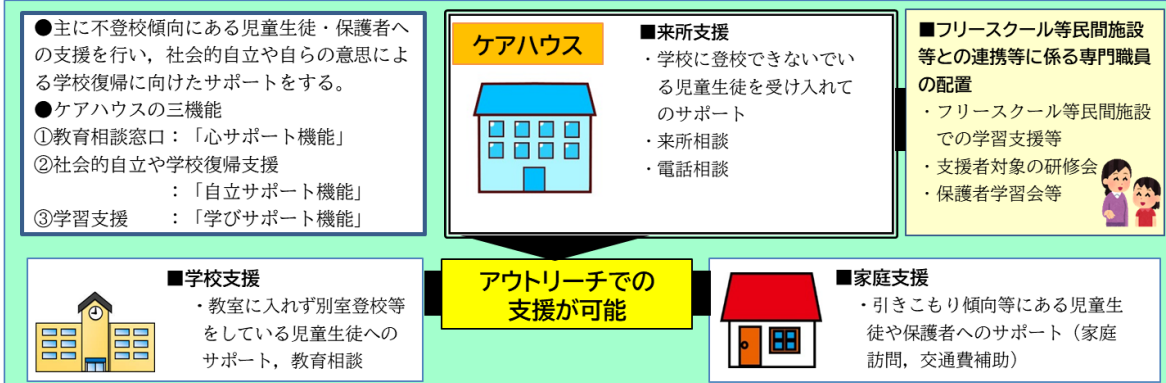 ●主に不登校傾向にある児童生徒・保護者へ
の支援を行い，社会的自立や自らの意思によ
る学校復帰に向けたサポートをする。
●ケアハウスの三機能
①教育相談窓口：「心サポート機能」
②社会的自立や学校復帰支援
：「自立サポート機能」
③学習支援　　：「学びサポート機能」
ケアハウス
■来所支援
・学校に登校できないでい
る児童生徒を受け入れて
のサポート
・来所相談
・電話相談
■フリースクール等民間施設
等との連携等に係る専門職員
の配置
・フリースクール等民間施設
での学習支援等
・支援者対象の研修会
・保護者学習会等
■学校支援
・教室に入れず別室登校等
をしている児童生徒への
サポート，教育相談
アウトリーチでの
支援が可能
■家庭支援
・引きこもり傾向等にある児童生
徒や保護者へのサポート（家庭
訪問，交通費補助）